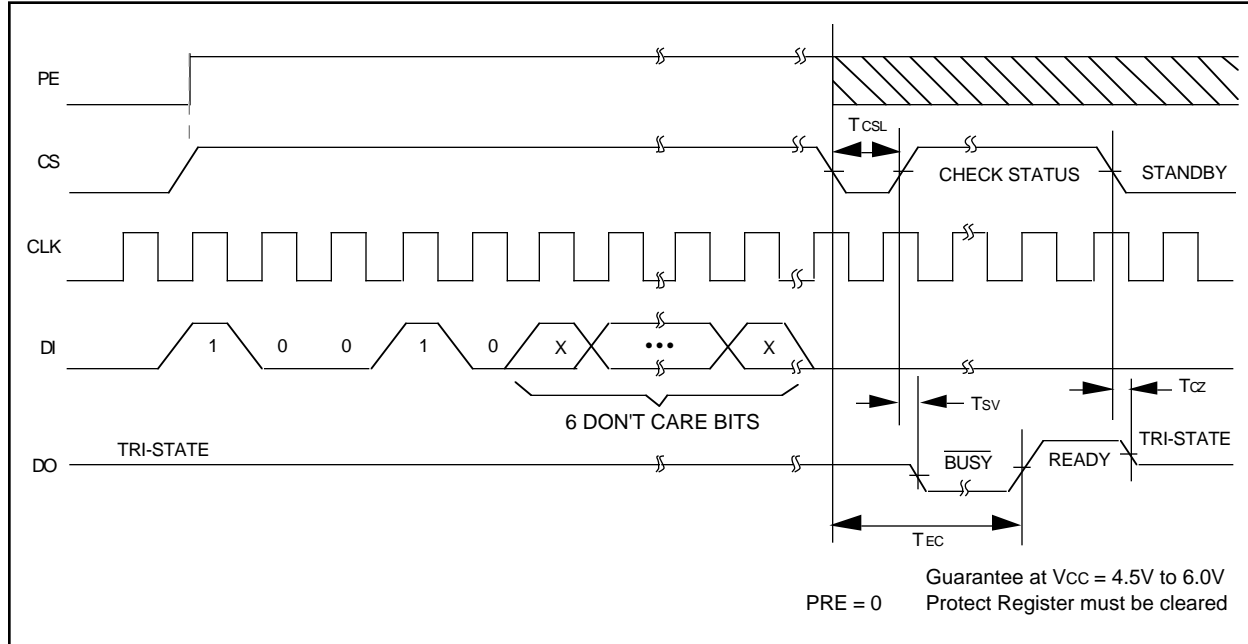 PE
TCSL
CS
CHECK STATUS
STANDBY
CLK
DI
1 0 0 1 0 X ••• X
6 DON'T CARE BITS
TSV
TCZ
DO
TRI-STATE
BUSY
READY
TRI-STATE
TEC
Guarantee at VCC = 4.5V to 6.0V
PRE = 0 Protect Register must be cleared